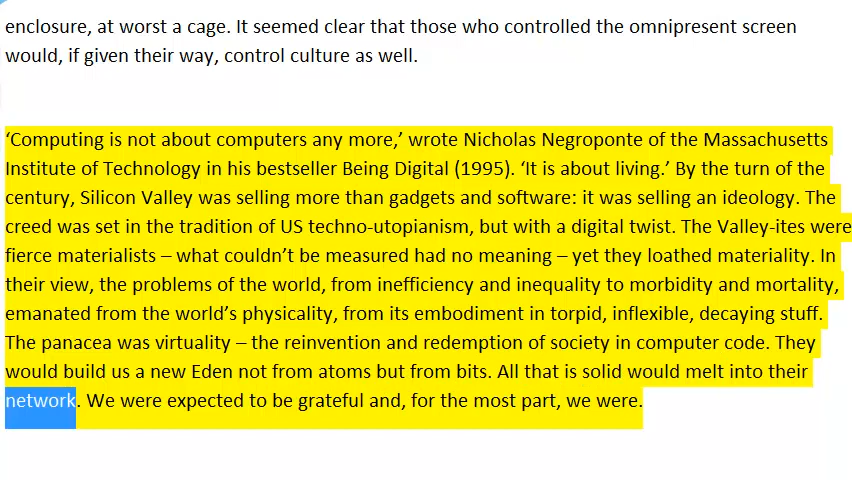 enclosure, at worst a cage. It seemed clear that those who controlled the omnipresent screen
would, if given their way, control culture as well.
‘Computing is not about computers any more,’ wrote Nicholas Negroponte of the Massachusetts
Institute of Technology in his bestseller Being Digital (1995). ‘It is about living.’ By the turn of the
century, Silicon Valley was selling more than gadgets and software: it was selling an ideology. The
creed was set in the tradition of US techno-utopianism, but with a digital twist. The Valley-ites were
fierce materialists – what couldn’t be measured had no meaning – yet they loathed materiality. In
their view, the problems of the world, from inefficiency and inequality to morbidity and mortality,
emanated from the world’s physicality, from its embodiment in torpid, inflexible, decaying stuff.
The panacea was virtuality – the reinvention and redemption of society in computer code. They
would build us a new Eden not from atoms but from bits. All that is solid would melt into their
network. We were expected to be grateful and, for the most part, we were.